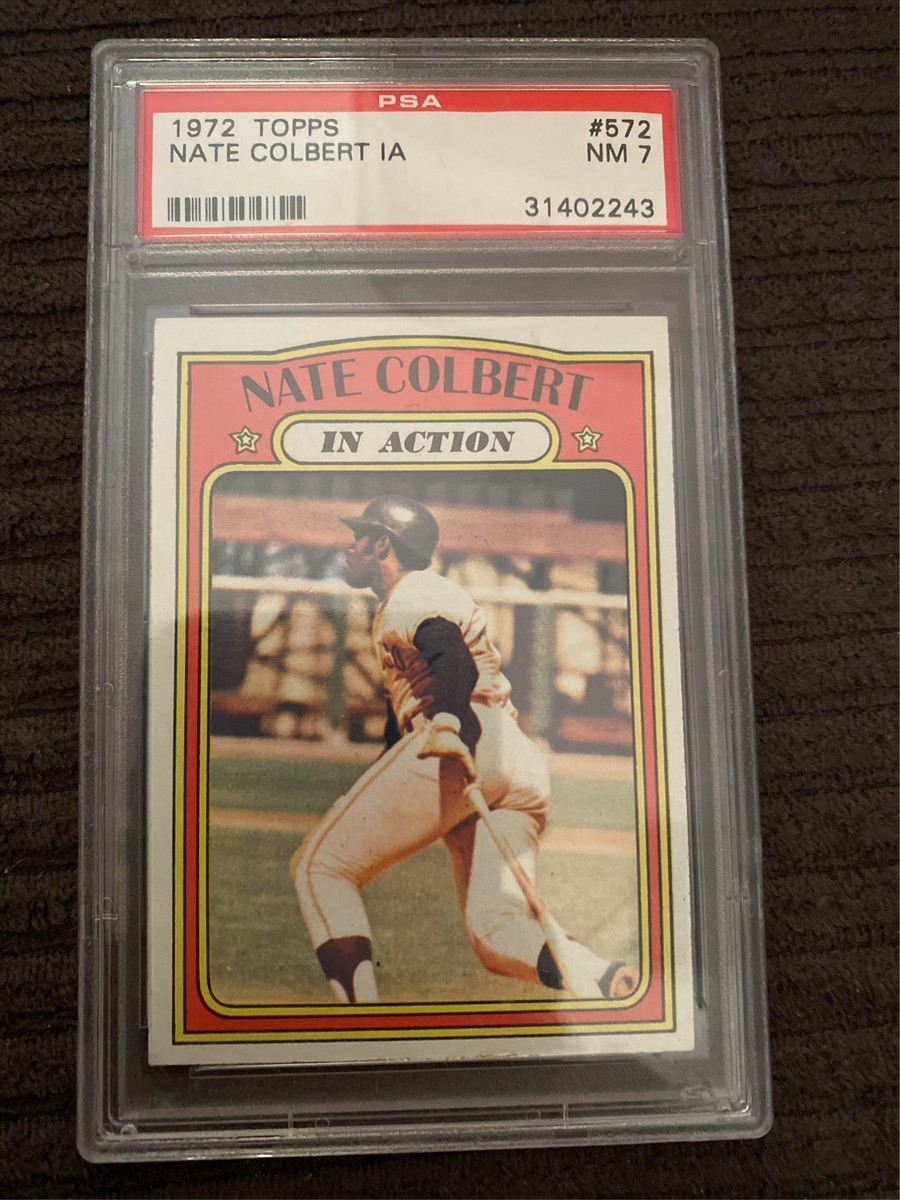 PSA
1972 TOPPS #572
NATE COLBERT IA NM 7
31402243
NATE COLBERT
IN ACTION